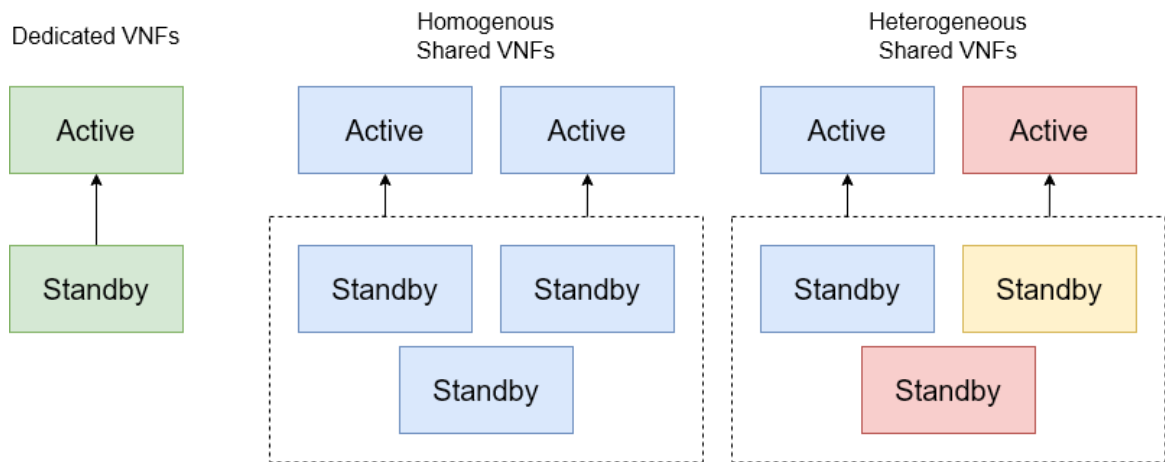 Dedicated VNFs
Homogenous
Shared VNFs
Heterogeneous
Shared VNFs
Active
Active
Active
Active
Active
Standby
Standby
Standby
Standby
Standby
Standby
Standby